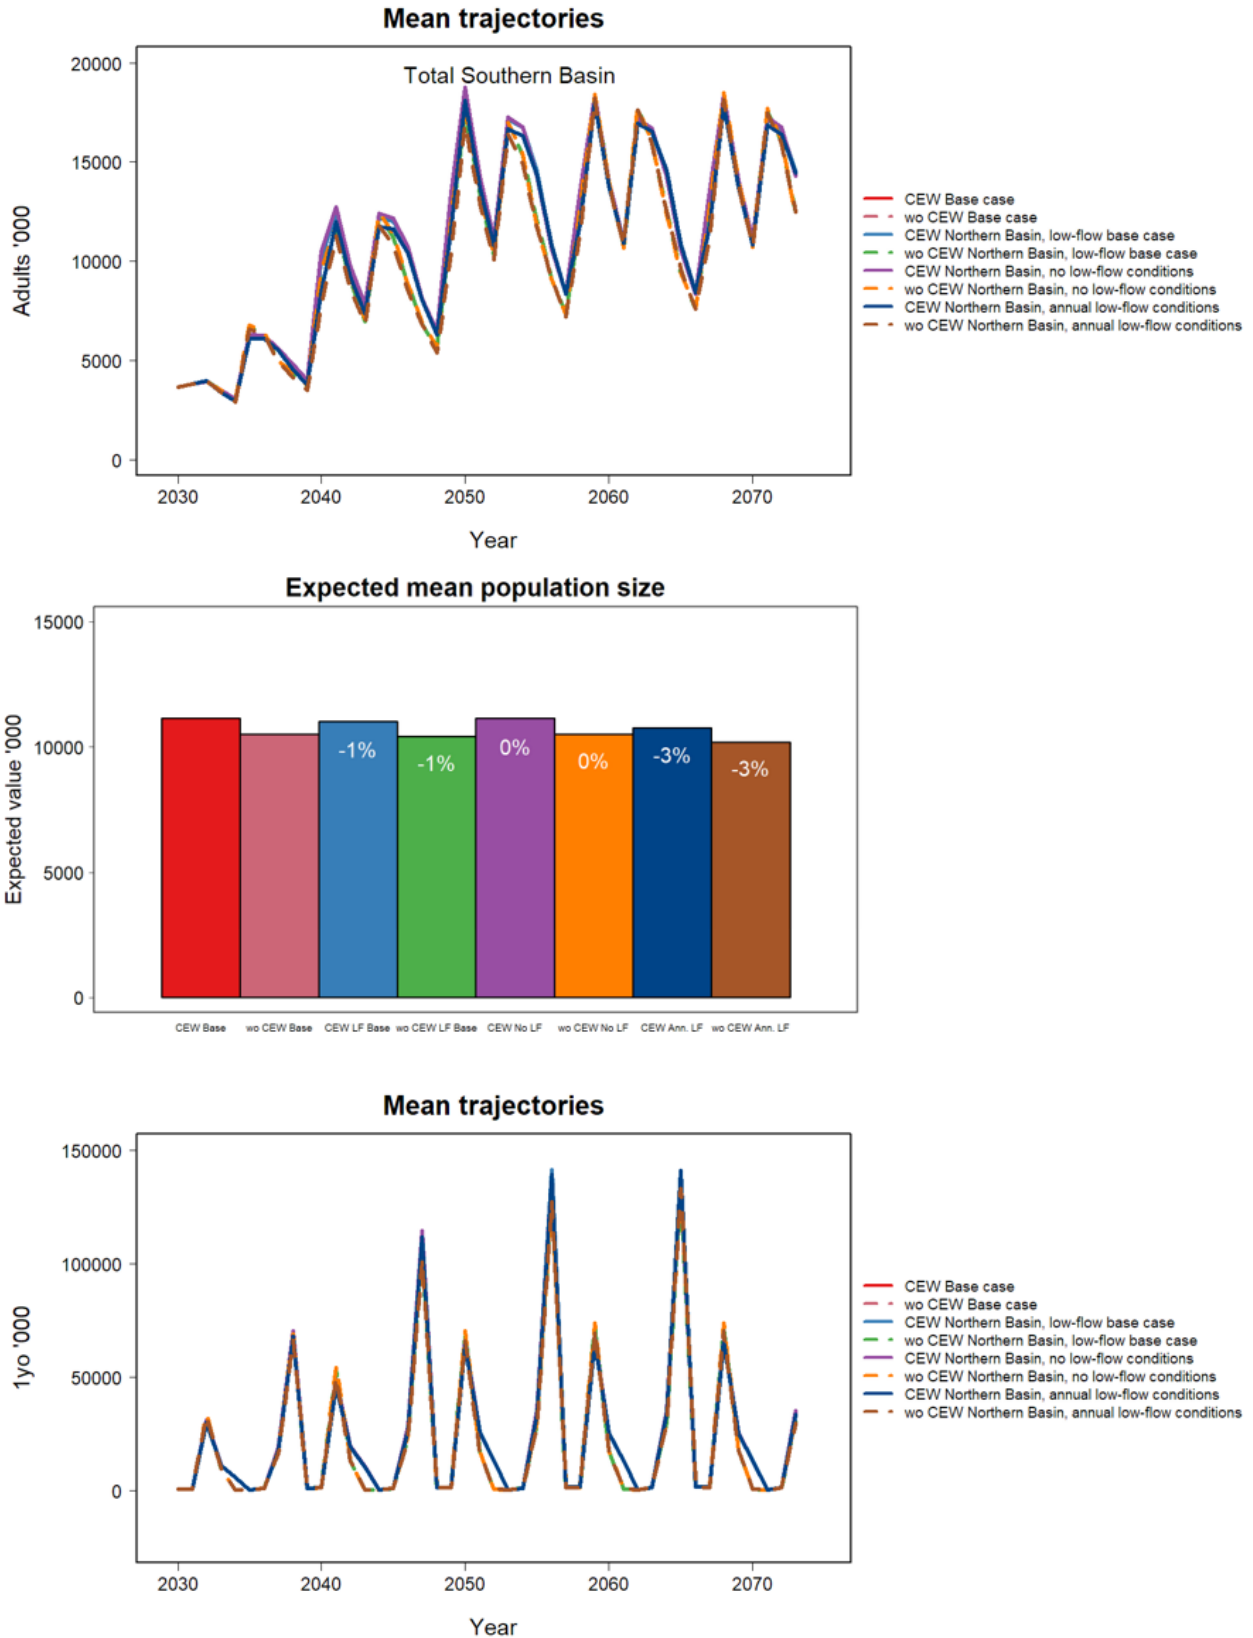 Mean trajectories
Total Southern Basin
20000
15000
10000
5000
0
Adults '000
2030 2040 2050 2060 2070
Year
CEW Base case
wo CEW Base case
CEW Northern Basin, low-flow base case
wo CEW Northern Basin, low-flow base case
CEW Northern Basin, no low-flow conditions
wo CEW Northern Basin, no low-flow conditions
CEW Northern Basin, annual low-flow conditions
wo CEW Northern Basin, annual low-flow conditions
Expected mean population size
15000
10000
5000
0
Expected value '000
-1% -1% 0% 0% -3% -3%
CEW Base wo CEW Base CEW LF Base wo CEW LF Base CEW No LF wo CEW No LF CEW Ann. LF wo CEW Ann. LF
Mean trajectories
150000
100000
50000
0
1yo '000
2030 2040 2050 2060 2070
Year
CEW Base case
wo CEW Base case
CEW Northern Basin, low-flow base case
wo CEW Northern Basin, low-flow base case
CEW Northern Basin, no low-flow conditions
wo CEW Northern Basin, no low-flow conditions
CEW Northern Basin, annual low-flow conditions
wo CEW Northern Basin, annual low-flow conditions